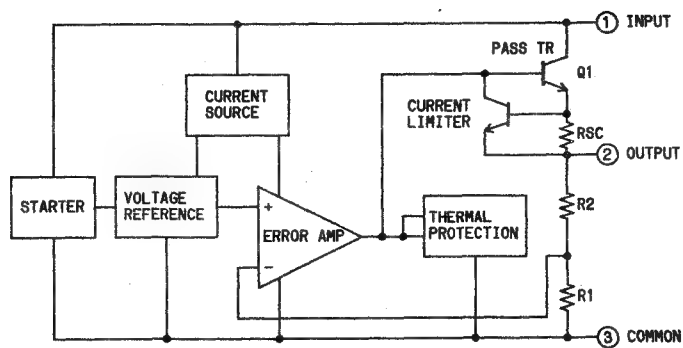 1 INPUT
PASS TR
Q1
CURRENT
SOURCE
CURRENT
LIMITER
RSC
2 OUTPUT
STARTER
VOLTAGE
REFERENCE
+
ERROR AMP
−
THERMAL
PROTECTION
R2
R1
3 COMMON